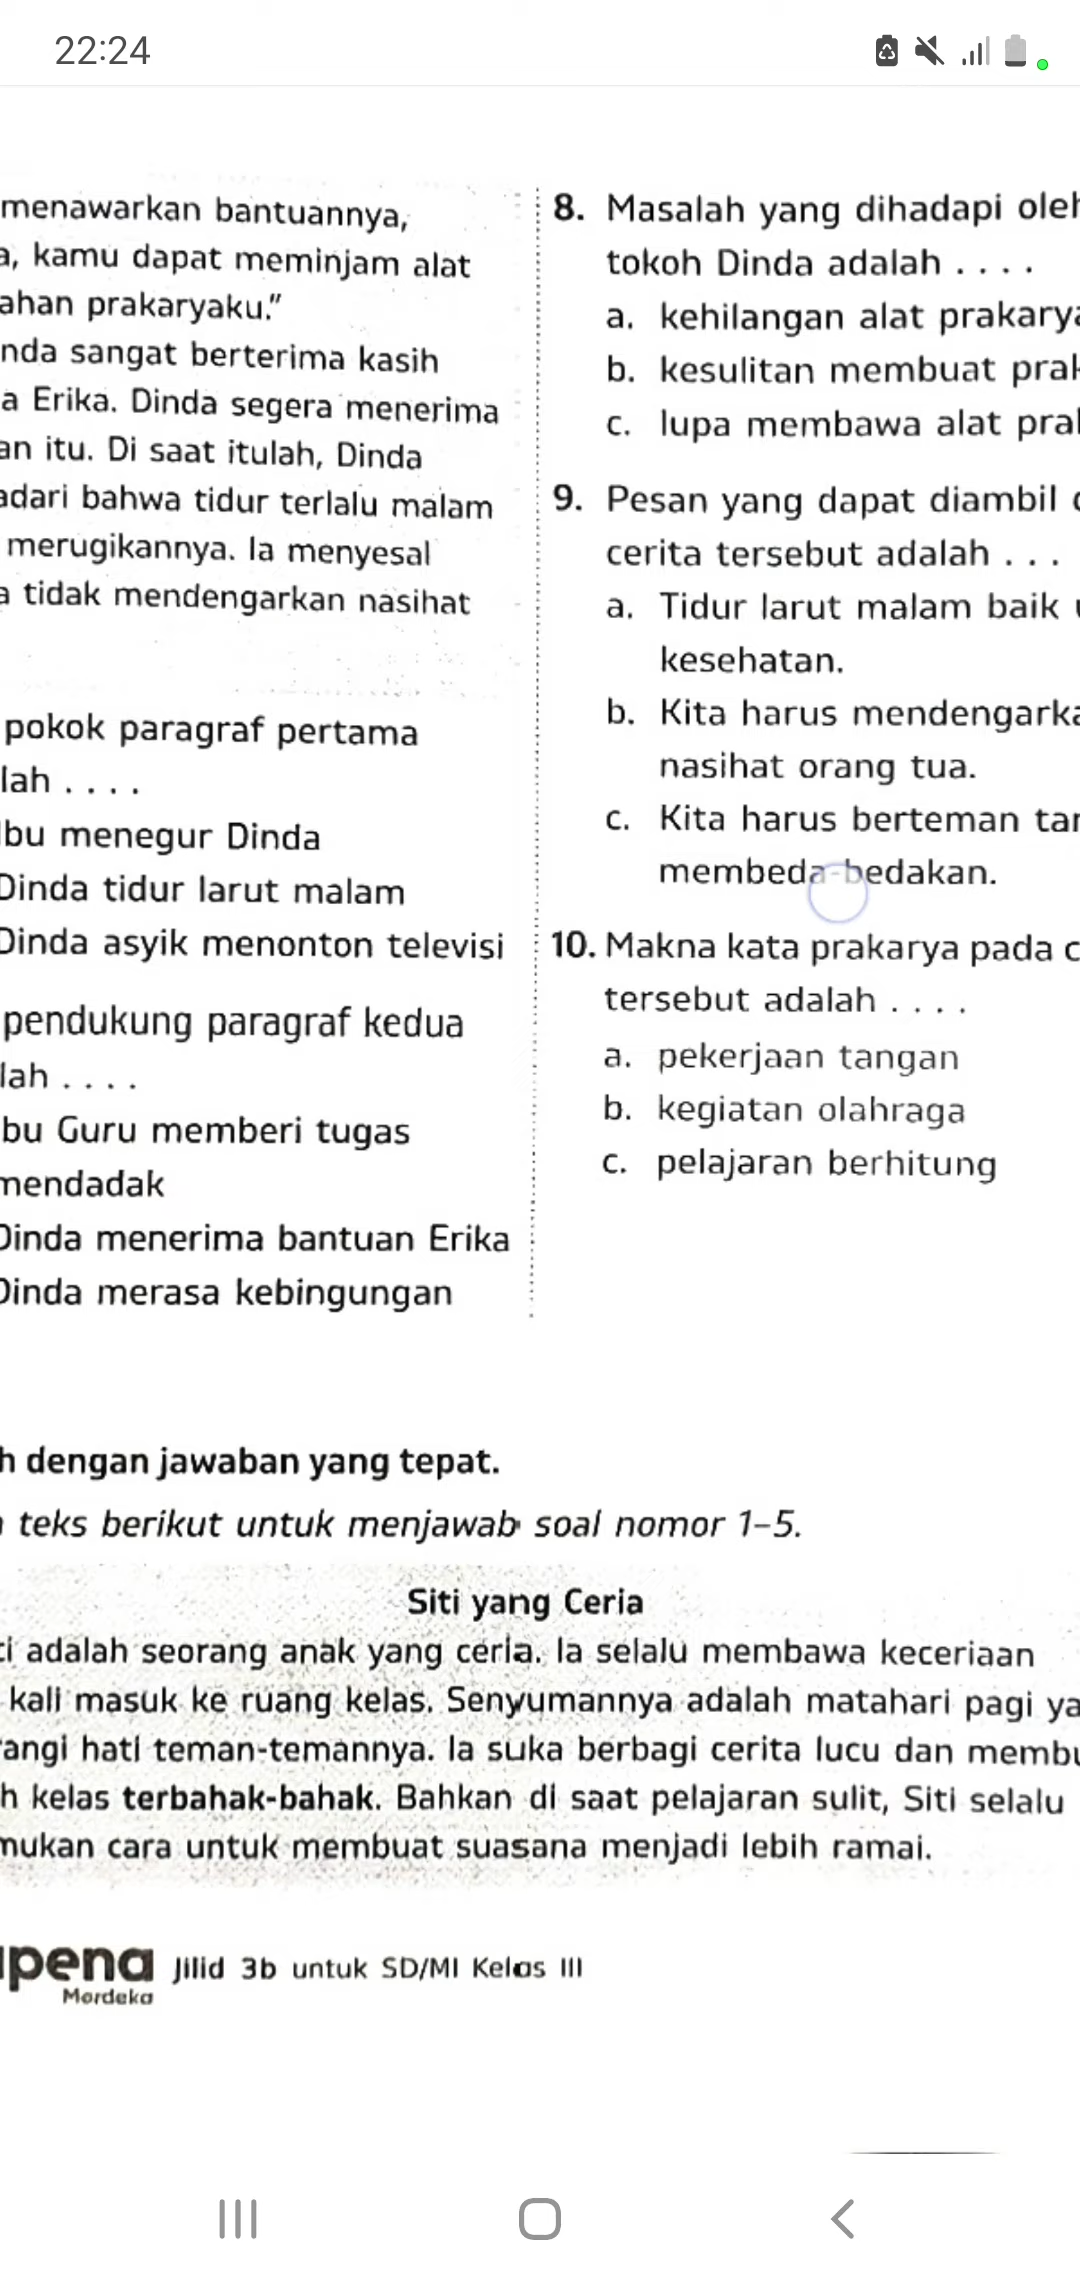 22:24
menawarkan bantuannya,
a, kamu dapat meminjam alat
ahan prakaryaku."
nda sangat berterima kasih
a Erika. Dinda segera menerima
an itu. Di saat itulah, Dinda
adari bahwa tidur terlalu malam
merugikannya. Ia menyesal
a tidak mendengarkan nasihat
pokok paragraf pertama
lah . . . .
Ibu menegur Dinda
Dinda tidur larut malam
Dinda asyik menonton televisi
pendukung paragraf kedua
lah . . . .
bu Guru memberi tugas
mendadak
Dinda menerima bantuan Erika
Dinda merasa kebingungan
8. Masalah yang dihadapi oleh
tokoh Dinda adalah . . . .
a. kehilangan alat prakarya
b. kesulitan membuat prak
c. lupa membawa alat prak
9. Pesan yang dapat diambil
cerita tersebut adalah . . .
a. Tidur larut malam baik
kesehatan.
b. Kita harus mendengarka
nasihat orang tua.
c. Kita harus berteman tan
membeda-bedakan.
10. Makna kata prakarya pada c
tersebut adalah . . . .
a. pekerjaan tangan
b. kegiatan olahraga
c. pelajaran berhitung
h dengan jawaban yang tepat.
teks berikut untuk menjawab soal nomor 1-5.
Siti yang Ceria
ti adalah seorang anak yang ceria. Ia selalu membawa keceriaan
kali masuk ke ruang kelas. Senyumannya adalah matahari pagi ya
rangi hati teman-temannya. Ia suka berbagi cerita lucu dan membu
h kelas terbahak-bahak. Bahkan di saat pelajaran sulit, Siti selalu
mukan cara untuk membuat suasana menjadi lebih ramai.
pena Jilid 3b untuk SD/MI Kelas III
Merdeka